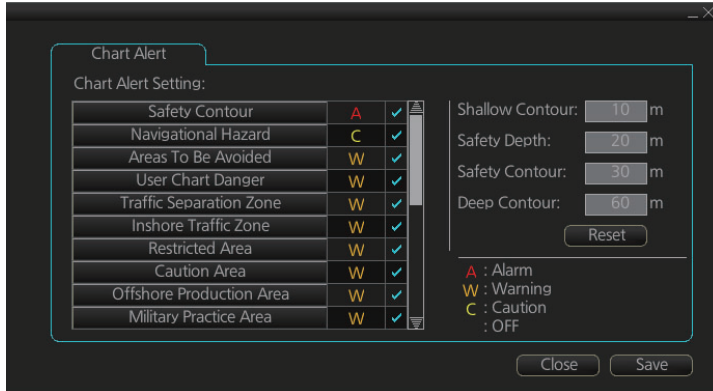 Chart Alert
Chart Alert Setting:
Safety Contour A
Navigational Hazard C
Areas To Be Avoided W
User Chart Danger W
Traffic Separation Zone W
Inshore Traffic Zone W
Restricted Area W
Caution Area W
Offshore Production Area W
Military Practice Area W
Shallow Contour: 10 m
Safety Depth: 20 m
Safety Contour: 30 m
Deep Contour: 60 m
Reset
A : Alarm
W : Warning
C : Caution
: OFF
Close Save